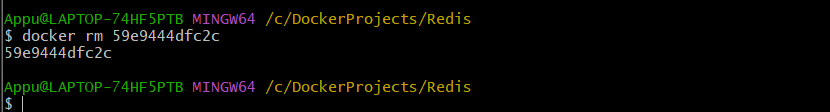 Appu@LAPTOP-74HF5PTB MINGW64 /c/DockerProjects/Redis
$ docker rm 59e9444dfc2c
59e9444dfc2c
Appu@LAPTOP-74HF5PTB MINGW64 /c/DockerProjects/Redis
$